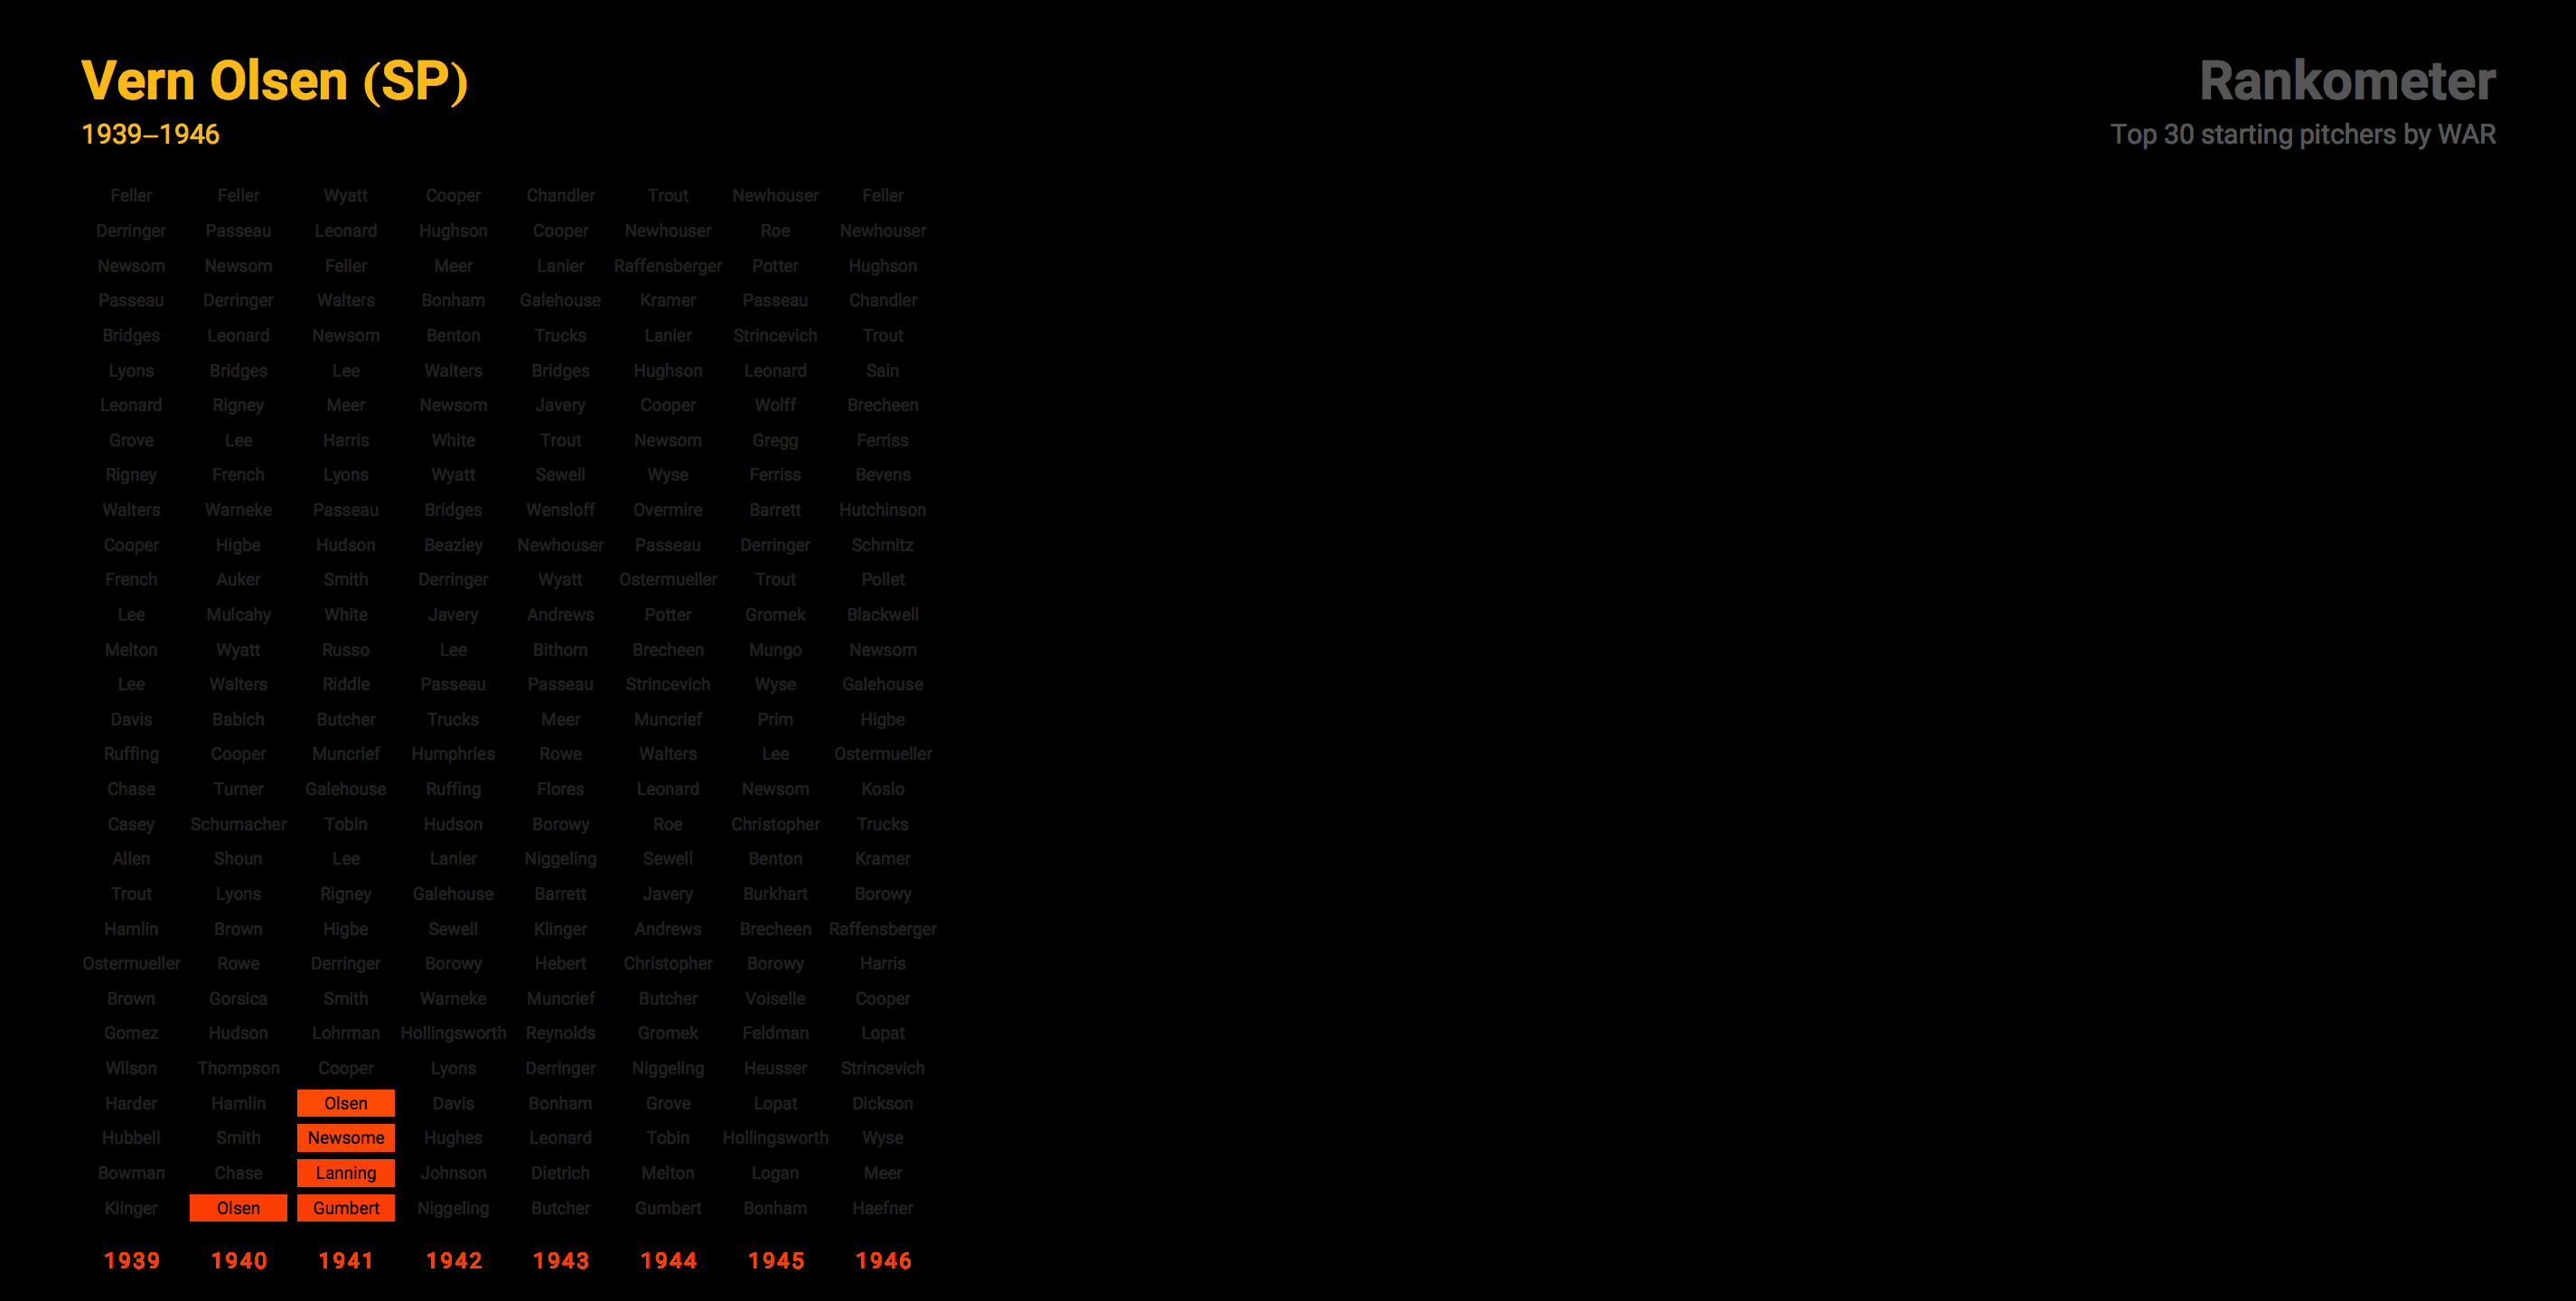 Vern Olsen (SP)
1939–1946
Rankometer
Top 30 starting pitchers by WAR
Feller Feller Wyatt Cooper Chandler Trout Newhouser Feller
Derringer Passeau Leonard Hughson Cooper Newhouser Roe Newhouser
Newsom Newsom Feller Meer Lanier Raffensberger Potter Hughson
Passeau Derringer Walters Bonham Galehouse Kramer Passeau Chandler
Bridges Leonard Newsom Benton Trucks Lanier Strincevich Trout
Lyons Bridges Lee Walters Bridges Hughson Leonard Sain
Leonard Rigney Meer Newsom Javery Cooper Wolff Brecheen
Grove Lee Harris White Trout Newsom Gregg Ferriss
Rigney French Lyons Wyatt Sewell Wyse Ferriss Bevens
Walters Warneke Passeau Bridges Wensloff Overmire Barrett Hutchinson
Cooper Higbe Hudson Beazley Newhouser Passeau Derringer Schmitz
French Auker Smith Derringer Wyatt Ostermueller Trout Pollet
Lee Mulcahy White Javery Andrews Potter Gromek Blackwell
Melton Wyatt Russo Lee Bithorn Brecheen Mungo Newsom
Lee Walters Riddle Passeau Passeau Strincevich Wyse Galehouse
Davis Babich Butcher Trucks Meer Muncrief Prim Higbe
Ruffing Cooper Muncrief Humphries Rowe Walters Lee Ostermueller
Chase Turner Galehouse Ruffing Flores Leonard Newsom Koslo
Casey Schumacher Tobin Hudson Borowy Roe Christopher Trucks
Allen Shoun Lee Lanier Niggeling Sewell Benton Kramer
Trout Lyons Rigney Galehouse Barrett Javery Burkhart Borowy
Hamlin Brown Higbe Sewell Klinger Andrews Brecheen Raffensberger
Ostermueller Rowe Derringer Borowy Hebert Christopher Borowy Harris
Brown Gorsica Smith Warneke Muncrief Butcher Voiselle Cooper
Gomez Hudson Lohrman Hollingsworth Reynolds Gromek Feldman Lopat
Wilson Thompson Cooper Lyons Derringer Niggeling Heusser Strincevich
Harder Hamlin Olsen Davis Bonham Grove Lopat Dickson
Hubbell Smith Newsome Hughes Leonard Tobin Hollingsworth Wyse
Bowman Chase Lanning Johnson Dietrich Melton Logan Meer
Klinger Olsen Gumbert Niggeling Butcher Gumbert Bonham Haefner
1939 1940 1941 1942 1943 1944 1945 1946